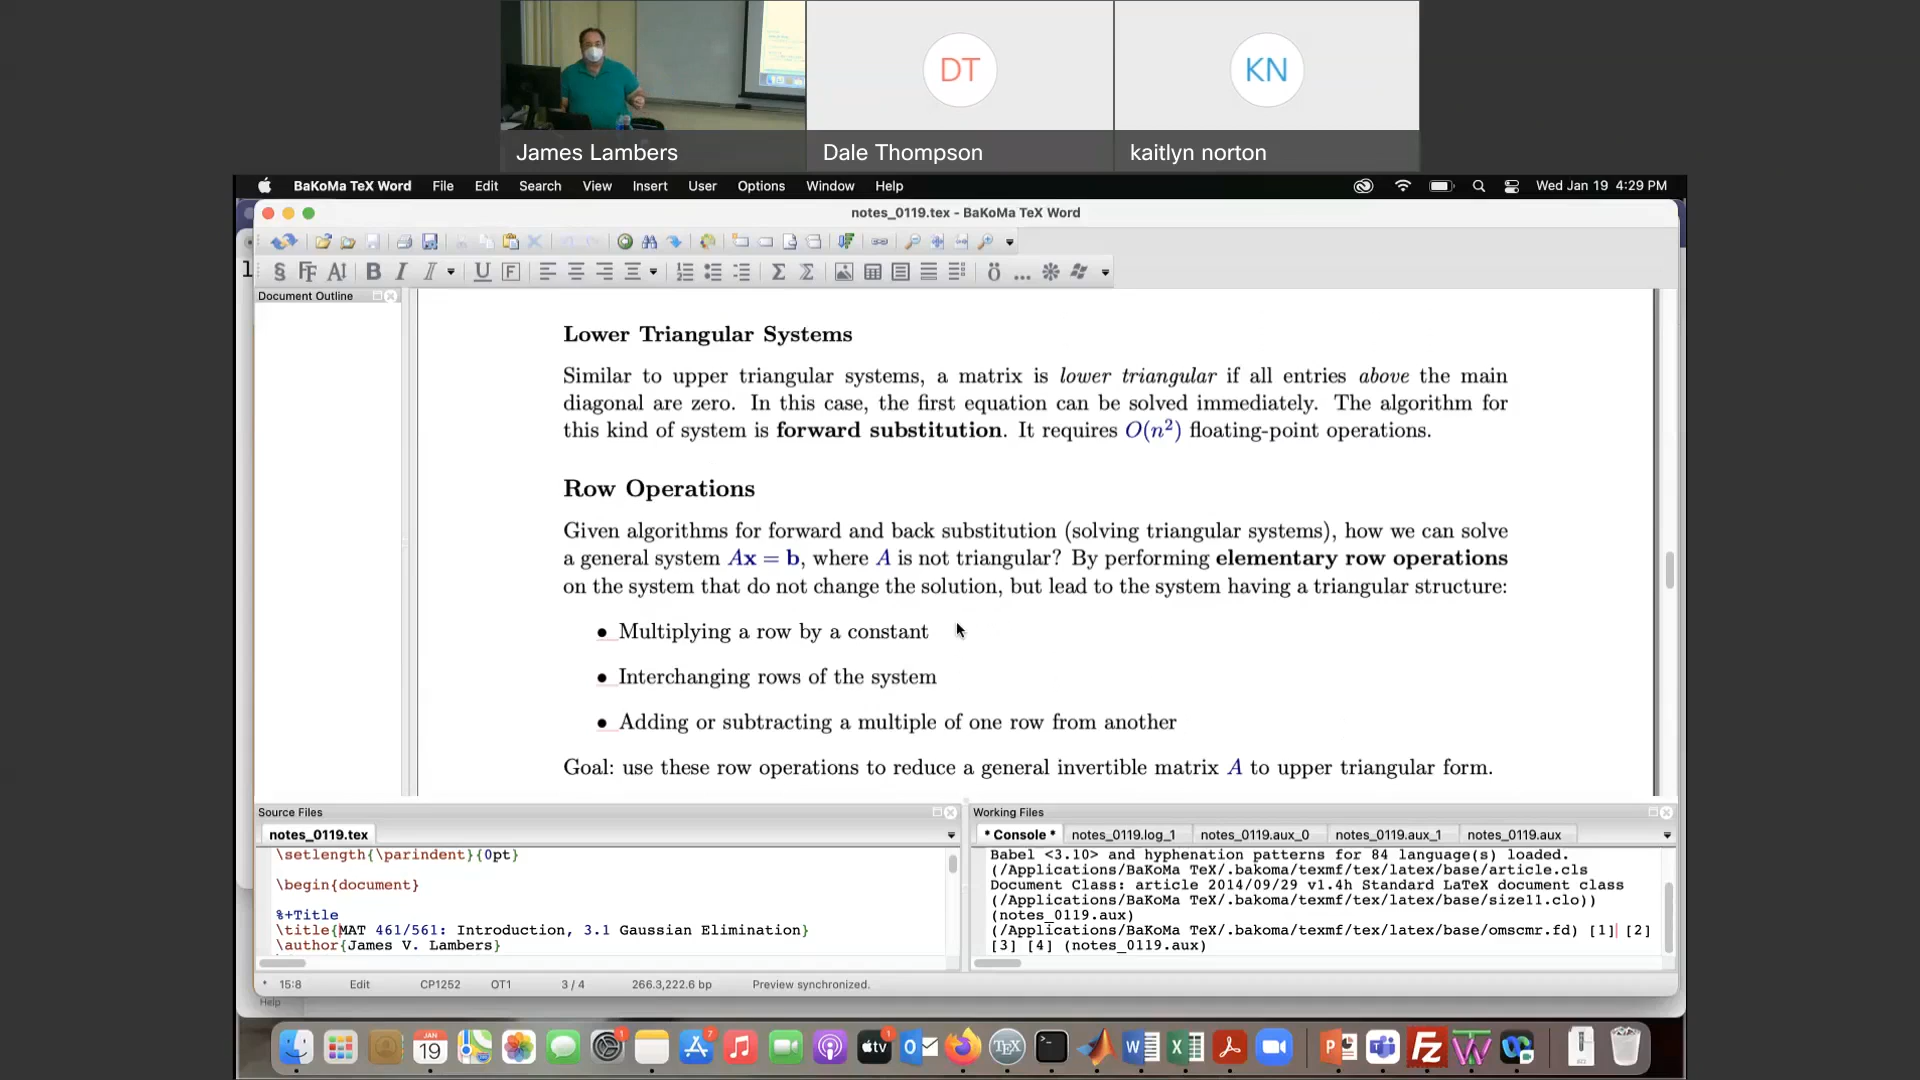 DT
KN
James Lambers
Dale Thompson
kaitlyn norton
BaKoMa TeX Word File Edit Search View Insert User Options Window Help
Wed Jan 19 4:29 PM
notes_0119.tex - BaKoMa TeX Word
Document Outline
Lower Triangular Systems
Similar to upper triangular systems, a matrix is lower triangular if all entries above the main
diagonal are zero. In this case, the first equation can be solved immediately. The algorithm for
this kind of system is forward substitution. It requires O(n²) floating-point operations.
Row Operations
Given algorithms for forward and back substitution (solving triangular systems), how we can solve
a general system Ax = b, where A is not triangular? By performing elementary row operations
on the system that do not change the solution, but lead to the system having a triangular structure:
• Multiplying a row by a constant
• Interchanging rows of the system
• Adding or subtracting a multiple of one row from another
Goal: use these row operations to reduce a general invertible matrix A to upper triangular form.
Source Files
notes_0119.tex
\setlength{\parindent}{0pt}
\begin{document}
%+Title
\title{MAT 461/561: Introduction, 3.1 Gaussian Elimination}
\author{James V. Lambers}
Working Files
* Console * notes_0119.log_1 notes_0119.aux_0 notes_0119.aux_1 notes_0119.aux
Babel <3.10> and hyphenation patterns for 84 language(s) loaded.
(/Applications/BaKoMa TeX/.bakoma/texmf/tex/latex/base/article.cls
Document Class: article 2014/09/29 v1.4h Standard LaTeX document class
(/Applications/BaKoMa TeX/.bakoma/texmf/tex/latex/base/size11.clo))
(notes_0119.aux)
(/Applications/BaKoMa TeX/.bakoma/texmf/tex/latex/base/omscmr.fd) [1] [2]
[3] [4] (notes_0119.aux)
* 15:8 Edit CP1252 OT1 3 / 4 266.3,222.6 bp Preview synchronized.
Help
JAN
19
1
7
tv
1
TEX